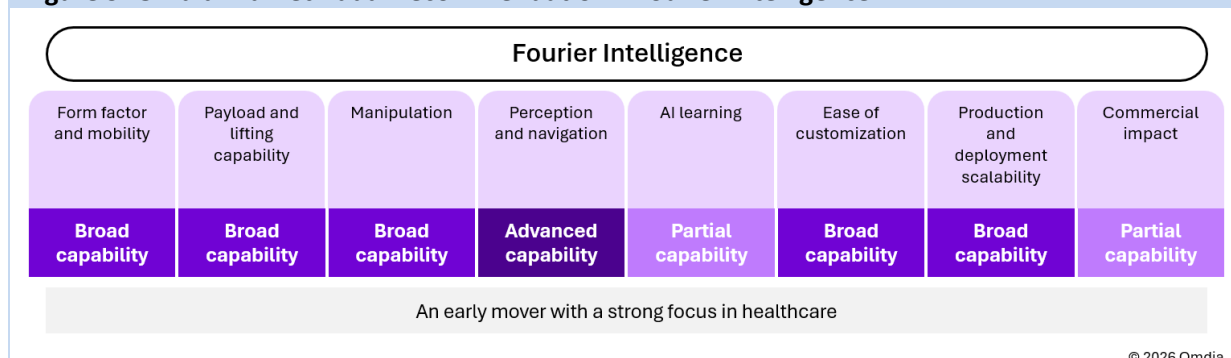 Fourier Intelligence
Form factor
and mobility
Payload and
lifting
capability
Manipulation
Perception
and navigation
AI learning
Ease of
customization
Production
and
deployment
scalability
Commercial
impact
Broad
capability
Broad
capability
Broad
capability
Advanced
capability
Partial
capability
Broad
capability
Broad
capability
Partial
capability
An early mover with a strong focus in healthcare
© 2026 Omdia